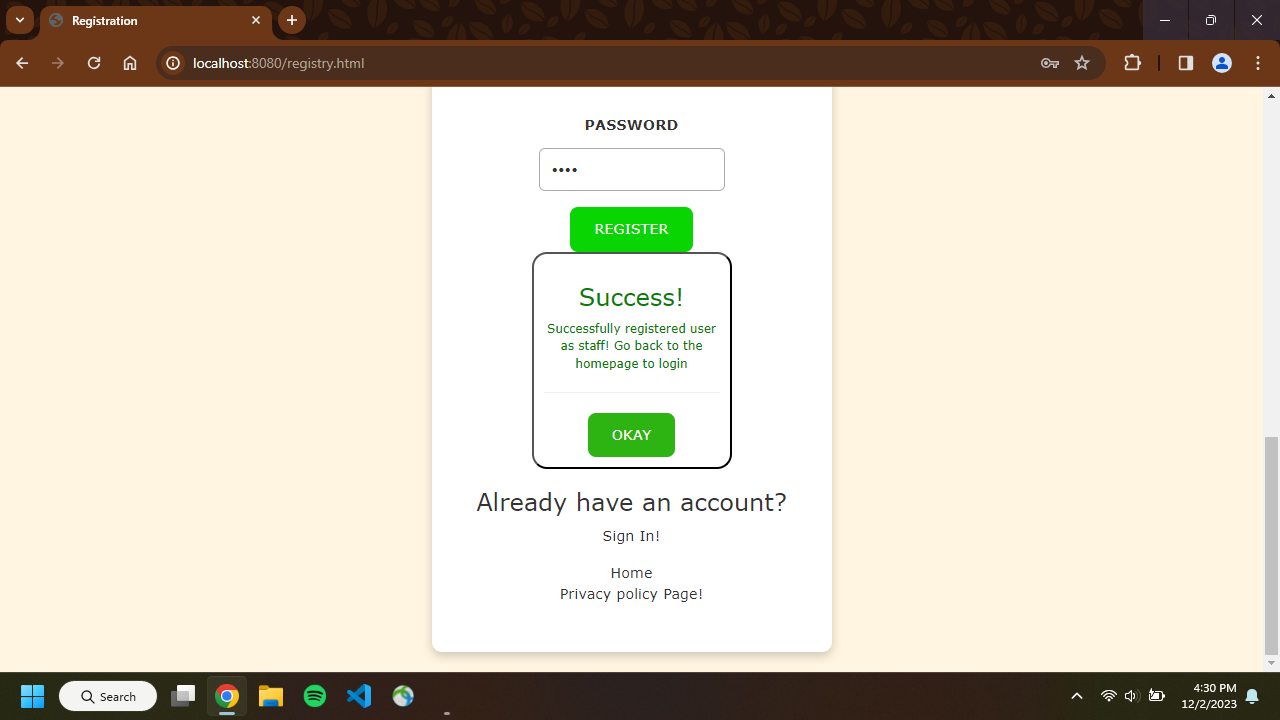 Registration
localhost:8080/registry.html
PASSWORD
••••
REGISTER
Success!
Successfully registered user
as staff! Go back to the
homepage to login
OKAY
Already have an account?
Sign In!
Home
Privacy policy Page!
Search
4:30 PM
12/2/2023